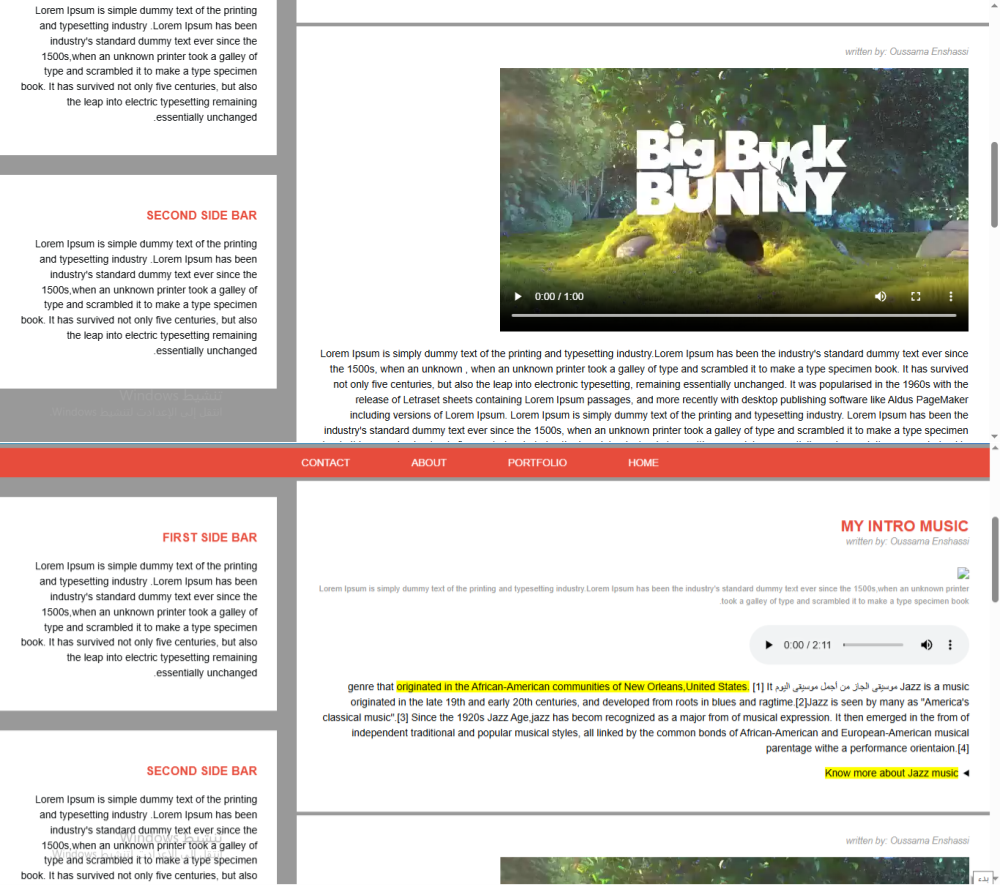 Lorem Ipsum is simple dummy text of the printing
and typesetting industry .Lorem Ipsum has been
industry's standard dummy text ever since the
1500s,when an unknown printer took a galley of
type and scrambled it to make a type specimen
book. It has survived not only five centuries, but also
the leap into electric typesetting remaining
.essentially unchanged
SECOND SIDE BAR
Lorem Ipsum is simple dummy text of the printing
and typesetting industry .Lorem Ipsum has been
industry's standard dummy text ever since the
1500s,when an unknown printer took a galley of
type and scrambled it to make a type specimen
book. It has survived not only five centuries, but also
the leap into electric typesetting remaining
.essentially unchanged
تنشيط Windows
انتقل إلى الإعدادات لتنشيط Windows.
written by: Oussama Enshassi
Big Buck
BUNNY
0:00 / 1:00
Lorem Ipsum is simply dummy text of the printing and typesetting industry.Lorem Ipsum has been the industry's standard dummy text ever since
the 1500s, when an unknown , when an unknown printer took a galley of type and scrambled it to make a type specimen book. It has survived
not only five centuries, but also the leap into electronic typesetting, remaining essentially unchanged. It was popularised in the 1960s with the
release of Letraset sheets containing Lorem Ipsum passages, and more recently with desktop publishing software like Aldus PageMaker
including versions of Lorem Ipsum. Lorem Ipsum is simply dummy text of the printing and typesetting industry. Lorem Ipsum has been the
industry's standard dummy text ever since the 1500s, when an unknown printer took a galley of type and scrambled it to make a type specimen
CONTACT ABOUT PORTFOLIO HOME
FIRST SIDE BAR
Lorem Ipsum is simple dummy text of the printing
and typesetting industry .Lorem Ipsum has been
industry's standard dummy text ever since the
1500s,when an unknown printer took a galley of
type and scrambled it to make a type specimen
book. It has survived not only five centuries, but also
the leap into electric typesetting remaining
.essentially unchanged
SECOND SIDE BAR
Lorem Ipsum is simple dummy text of the printing
and typesetting industry .Lorem Ipsum has been
industry's standard dummy text ever since the
1500s,when an unknown printer took a galley of
type and scrambled it to make a type specimen
book. It has survived not only five centuries, but also
تنشيط Windows
MY INTRO MUSIC
written by: Oussama Enshassi
Lorem Ipsum is simply dummy text of the printing and typesetting industry.Lorem Ipsum has been the industry's standard dummy text ever since the 1500s,when an unknown printer
.took a galley of type and scrambled it to make a type specimen book
0:00 / 2:11
genre that originated in the African-American communities of New Orleans,United States. [1] It موسيقى الجاز من أجمل موسيقى اليوم Jazz is a music
originated in the late 19th and early 20th centuries, and developed from roots in blues and ragtime.[2]Jazz is seen by many as "America's
classical music".[3] Since the 1920s Jazz Age,jazz has becom recognized as a major from of musical expression. It then emerged in the from of
independent traditional and popular musical styles, all linked by the common bonds of African-American and European-American musical
parentage withe a performance orientaion.[4]
Know more about Jazz music
written by: Oussama Enshassi
بدء